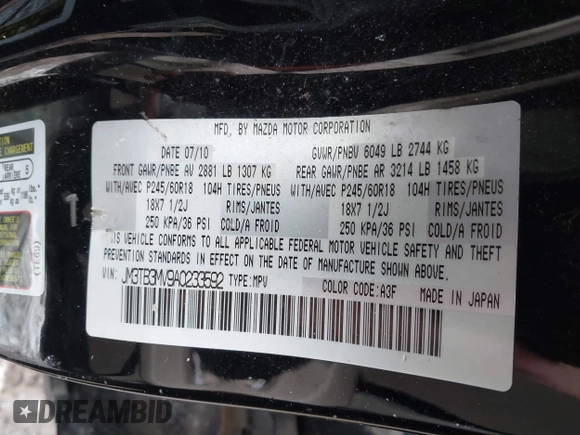 MFD. BY MAZDA MOTOR CORPORATION
DATE 07/10 GVWR/PNBV 6049 LB 2744 KG
FRONT GAWR/PNBE AV 2881 LB 1307 KG REAR GAWR/PNBE AR 3214 LB 1458 KG
WITH/AVEC P245/60R18 104H TIRES/PNEUS WITH/AVEC P245/60R18 104H TIRES/PNEUS
18X7 1/2J RIMS/JANTES 18X7 1/2J RIMS/JANTES
250 KPA/36 PSI COLD/A FROID 250 KPA/36 PSI COLD/A FROID
THIS VEHICLE CONFORMS TO ALL APPLICABLE FEDERAL MOTOR VEHICLE SAFETY AND THEFT
PREVENTION STANDARDS IN EFFECT ON THE DATE OF MANUFACTURE SHOWN ABOVE.
VIN: JM3TB3MV9A0233592 TYPE: MPV
COLOR CODE: A3F MADE IN JAPAN
CHARGEMENT
REAR
6
(TE69U)
1
DREAMBID